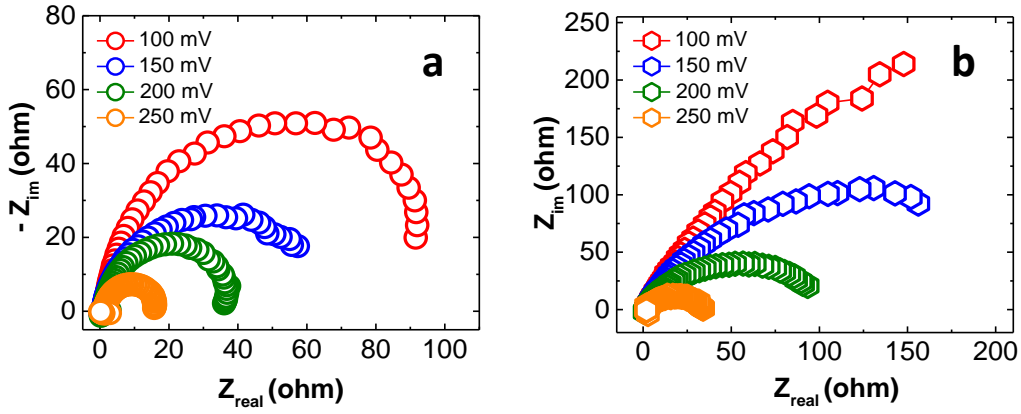 80
60
40
20
0
- Z_im (ohm)
100 mV
150 mV
200 mV
250 mV
a
0 20 40 60 80 100
Z_real (ohm)
250
200
150
100
50
0
Z_im (ohm)
100 mV
150 mV
200 mV
250 mV
b
0 50 100 150 200
Z_real (ohm)